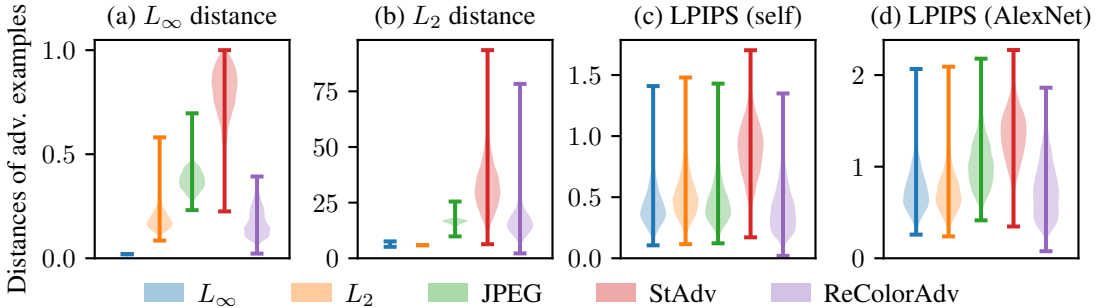 (a) L∞ distance
(b) L2 distance
(c) LPIPS (self)
(d) LPIPS (AlexNet)
Distances of adv. examples
1.0
0.5
0.0
75
50
25
0
1.5
1.0
0.5
0.0
2
1
0
L∞
L2
JPEG
StAdv
ReColorAdv